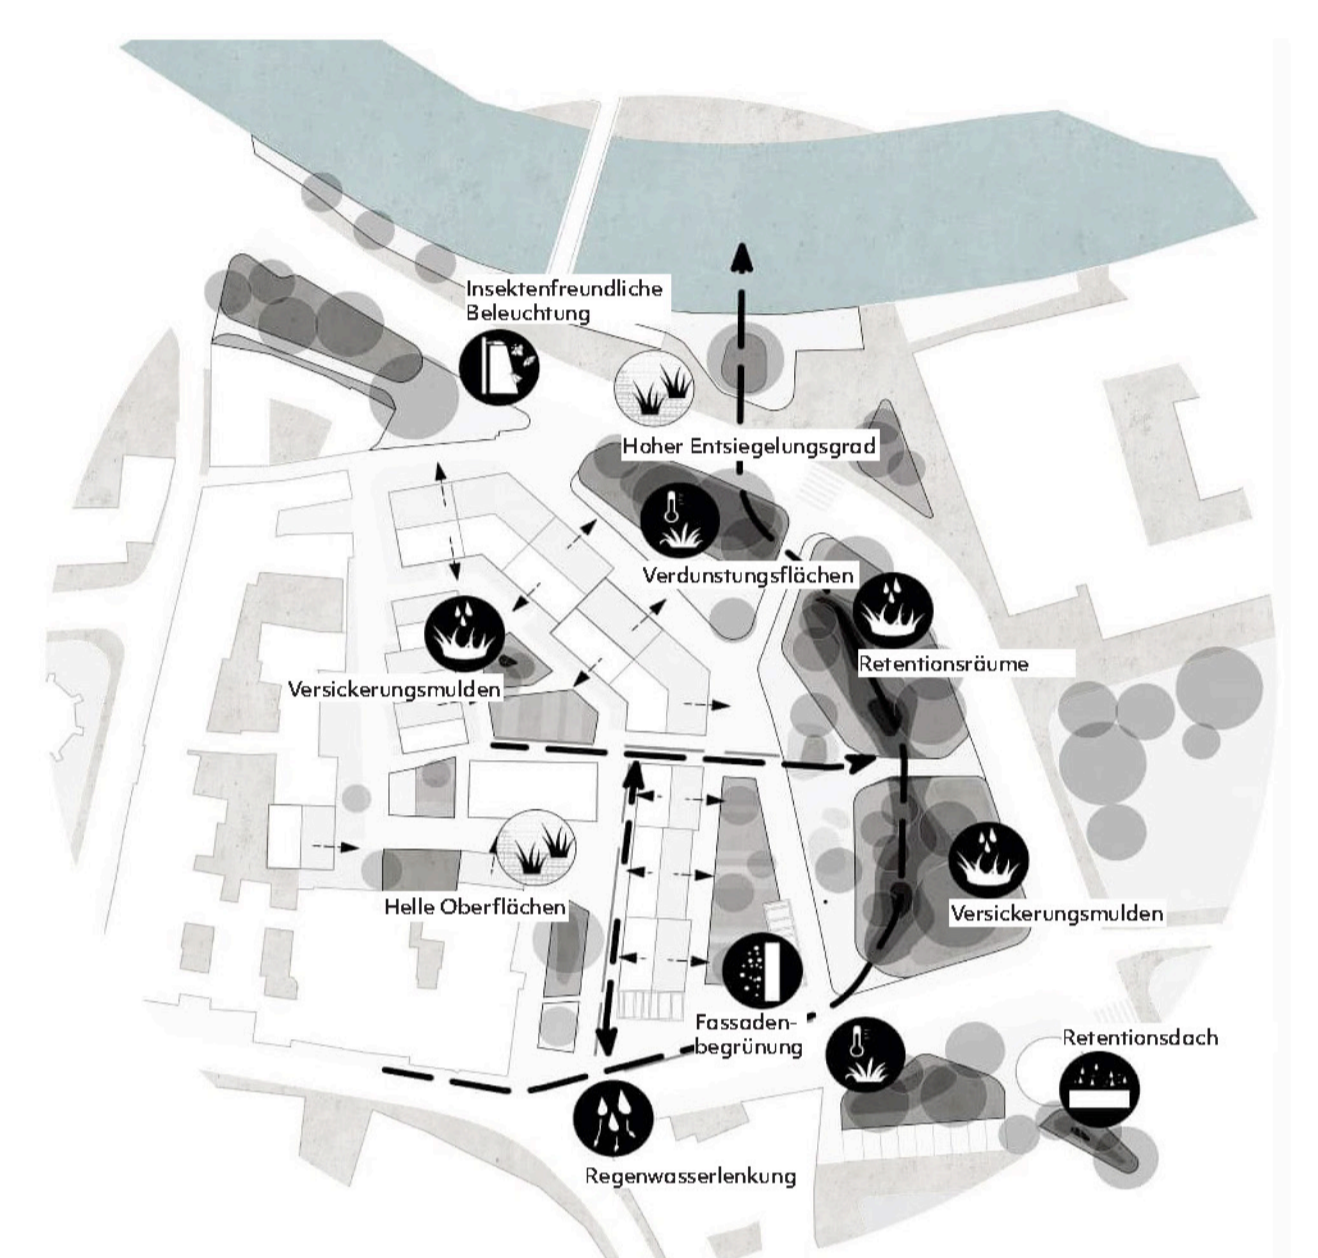 Insektenfreundliche
Beleuchtung
Hoher Entsiegelungsgrad
Verdunstungsflächen
Retentionsräume
Versickerungsmulden
Helle Oberflächen
Versickerungsmulden
Fassaden-
begrünung
Retentionsdach
Regenwasserlenkung